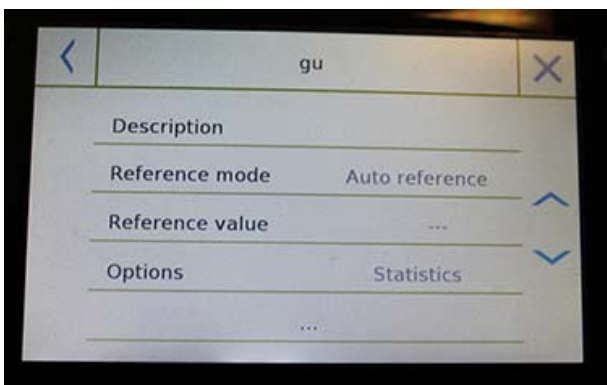 gu
Description
Reference mode Auto reference
Reference value ---
Options Statistics
...